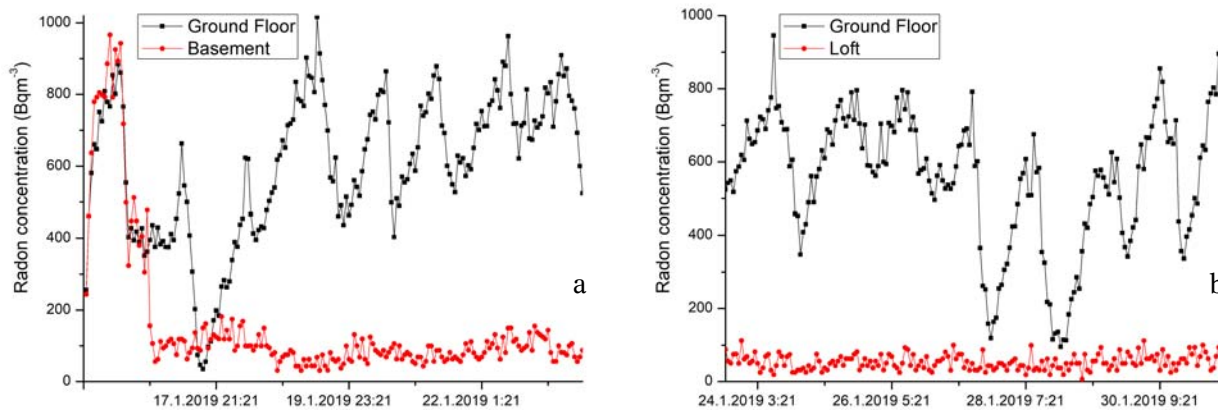 1000
800
600
400
200
0
Radon concentration (Bqm-3)
Ground Floor
Basement
a
17.1.2019 21:21
19.1.2019 23:21
22.1.2019 1:21
1000
800
600
400
200
0
Radon concentration (Bqm-3)
Ground Floor
Loft
b
24.1.2019 3:21
26.1.2019 5:21
28.1.2019 7:21
30.1.2019 9:21